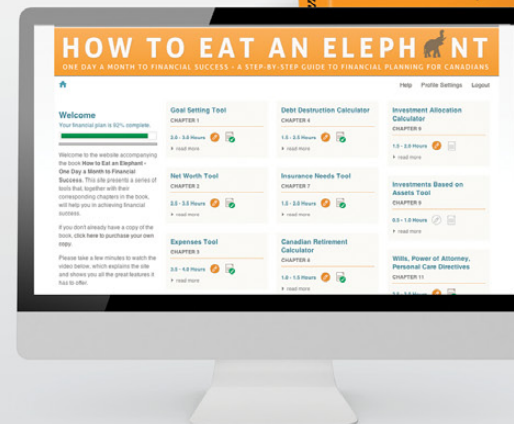 HOW TO EAT AN ELEPH NT
ONE DAY A MONTH TO FINANCIAL SUCCESS - A STEP-BY-STEP GUIDE TO FINANCIAL PLANNING FOR CANADIANS
Help Profile Settings Logout
Welcome
Your financial plan is 92% complete.
Welcome to the website accompanying
the book How to Eat an Elephant -
One Day a Month to Financial
Success. This site presents a series of
tools that, together with their
corresponding chapters in the book,
will help you in achieving financial
success.
If you don't already have a copy of the
book, click here to purchase your own
copy.
Please take a few minutes to watch the
video below, which explains the site
and shows you all the great features it
has to offer.
Goal Setting Tool
CHAPTER 1
2.0 - 3.0 Hours
read more
Net Worth Tool
CHAPTER 2
1.5 - 2.5 Hours
read more
Expenses Tool
CHAPTER 3
2.0 - 4.0 Hours
read more
Debt Destruction Calculator
CHAPTER 4
1.5 - 2.5 Hours
read more
Insurance Needs Tool
CHAPTER 7
1.5 - 2.5 Hours
read more
Canadian Retirement
Calculator
CHAPTER 8
1.0 - 1.5 Hours
read more
Investment Allocation
Calculator
CHAPTER 9
1.0 - 2.0 Hours
read more
Investments Based on
Assets Tool
CHAPTER 9
0.5 - 1.0 Hours
read more
Wills, Power of Attorney,
Personal Care Directives
CHAPTER 11